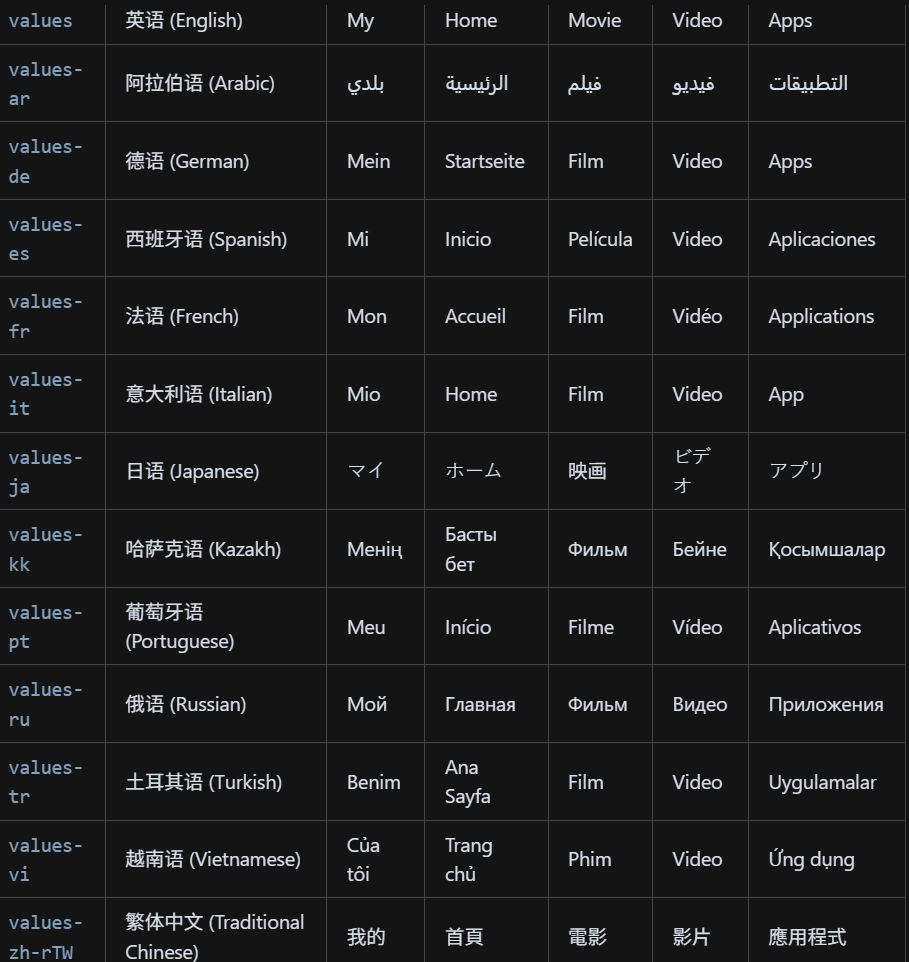 values 英语 (English) My Home Movie Video Apps
values-
ar 阿拉伯语 (Arabic) بلدي الرئيسية فيلم فيديو التطبيقات
values-
de 德语 (German) Mein Startseite Film Video Apps
values-
es 西班牙语 (Spanish) Mi Inicio Película Video Aplicaciones
values-
fr 法语 (French) Mon Accueil Film Vidéo Applications
values-
it 意大利语 (Italian) Mio Home Film Video App
values-
ja 日语 (Japanese) マイ ホーム 映画 ビデ
オ アプリ
values-
kk 哈萨克语 (Kazakh) Менің Басты
бет Фильм Бейне Қосымшалар
values-
pt 葡萄牙语
(Portuguese) Meu Início Filme Vídeo Aplicativos
values-
ru 俄语 (Russian) Мой Главная Фильм Видео Приложения
values-
tr 土耳其语 (Turkish) Benim Ana
Sayfa Film Video Uygulamalar
values-
vi 越南语 (Vietnamese) Của
tôi Trang
chủ Phim Video Ứng dụng
values-
zh-rTW 繁体中文 (Traditional
Chinese) 我的 首頁 電影 影片 應用程式